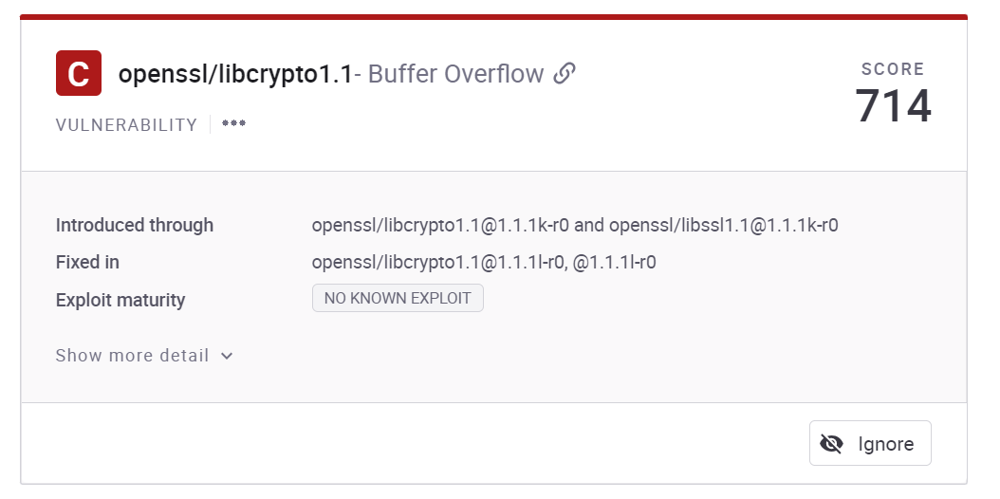 C openssl/libcrypto1.1- Buffer Overflow
SCORE
714
VULNERABILITY
Introduced through openssl/libcrypto1.1@1.1.1k-r0 and openssl/libssl1.1@1.1.1k-r0
Fixed in openssl/libcrypto1.1@1.1.1l-r0, @1.1.1l-r0
Exploit maturity NO KNOWN EXPLOIT
Show more detail
Ignore